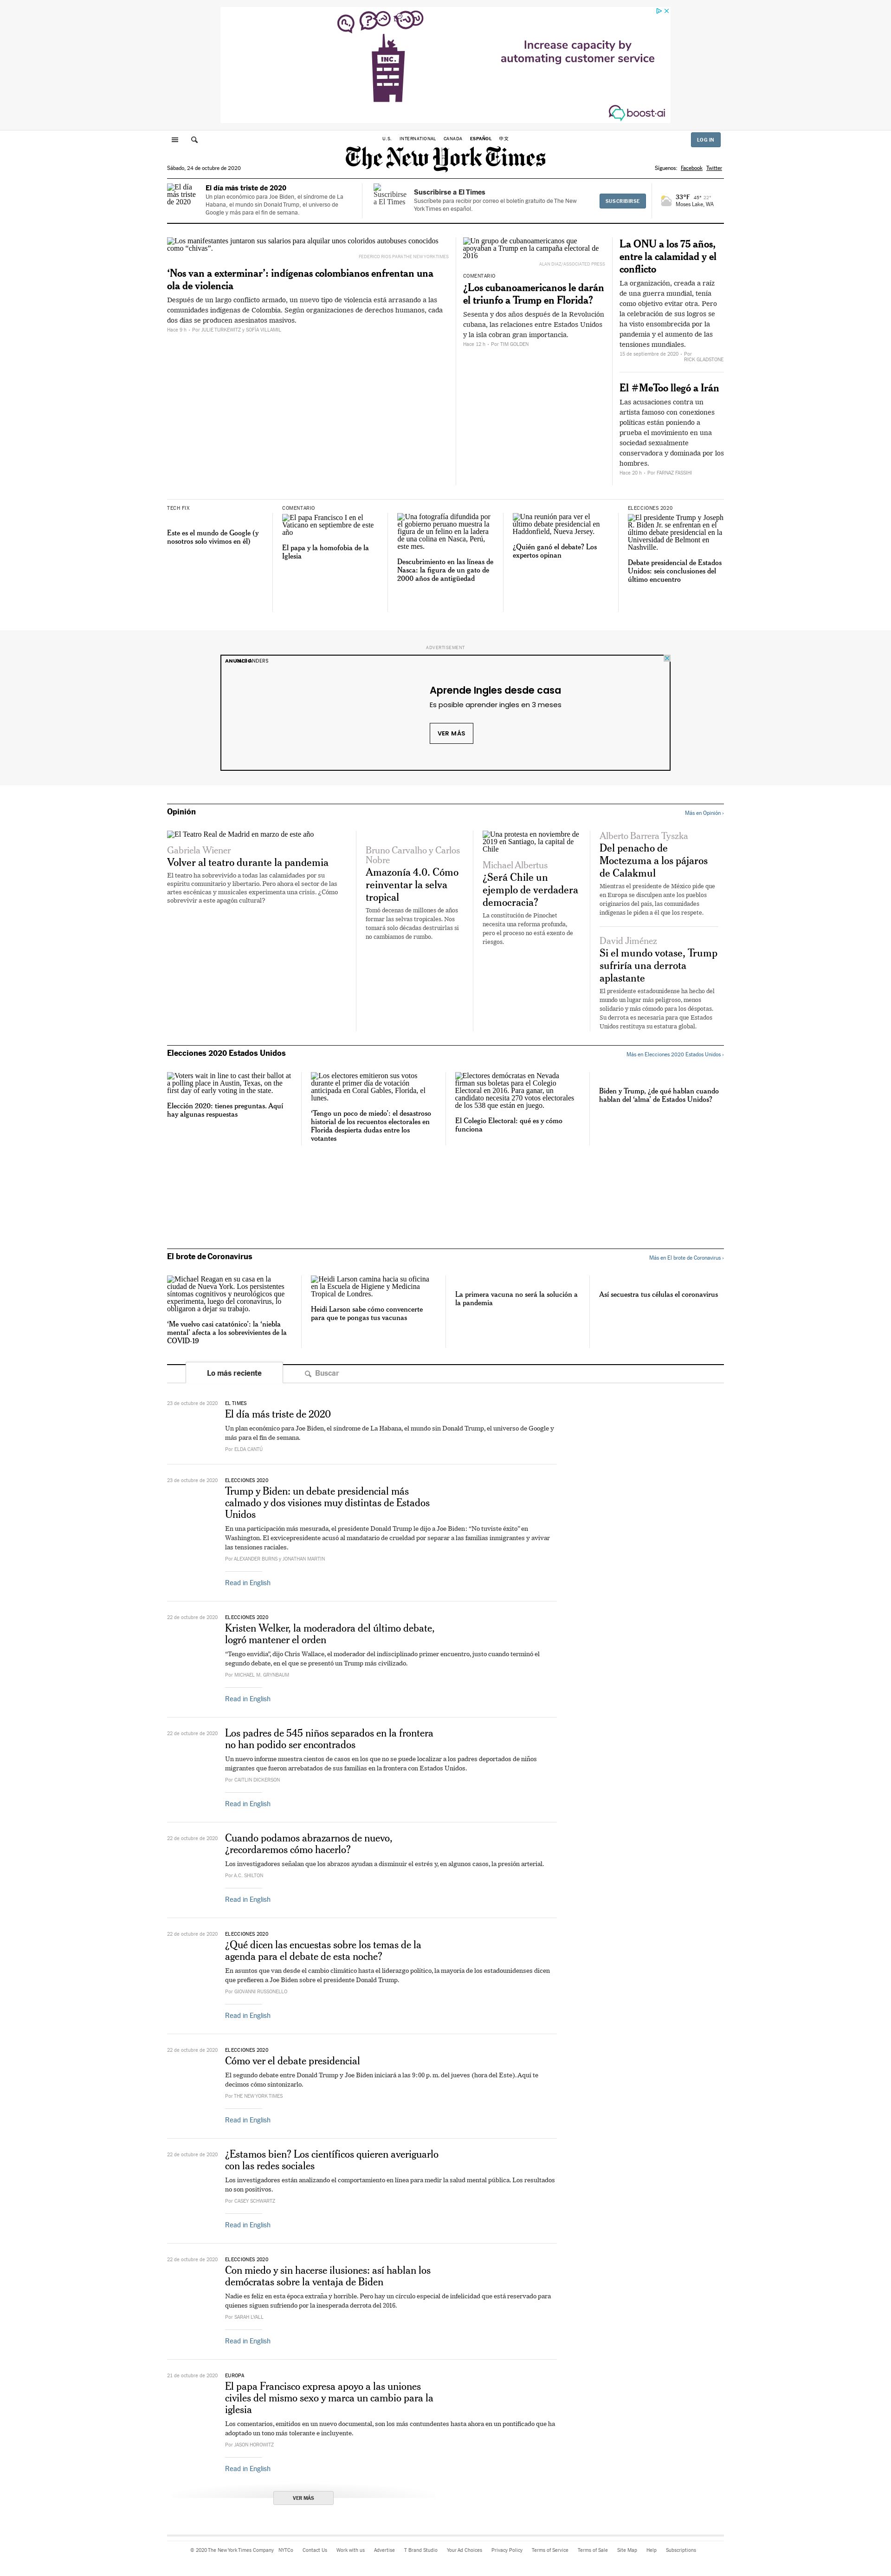 INC.
Increase capacity by
automating customer service
boost.ai
U.S. INTERNATIONAL CANADA ESPAÑOL 中文
LOG IN
The New York Times
Sábado, 24 de octubre de 2020
Síguenos: Facebook Twitter
El día más triste de 2020
El día más triste de 2020
Un plan económico para Joe Biden, el síndrome de La
Habana, el mundo sin Donald Trump, el universo de
Google y más para el fin de semana.
Suscribirse a El Times
Suscribirse a El Times
Suscríbete para recibir por correo el boletín gratuito de The New
York Times en español.
SUSCRIBIRSE
33°F 45° 32°
Moses Lake, WA
Los manifestantes juntaron sus salarios para alquilar unos coloridos autobuses conocidos
como “chivas”.
FEDERICO RIOS PARA THE NEW YORK TIMES
‘Nos van a exterminar’: indígenas colombianos enfrentan una
ola de violencia
Después de un largo conflicto armado, un nuevo tipo de violencia está arrasando a las
comunidades indígenas de Colombia. Según organizaciones de derechos humanos, cada
dos días se producen asesinatos masivos.
Hace 6 h - Por JULIE TURKEWITZ y SOFÍA VILLAMIL
Un grupo de cubanoamericanos que
apoyaban a Trump en la campaña electoral de
2016
ALAN DIAZ/ASSOCIATED PRESS
COMENTARIO
¿Los cubanoamericanos le darán
el triunfo a Trump en Florida?
Sesenta y dos años después de la Revolución
cubana, las relaciones entre Estados Unidos
y la isla cobran gran importancia.
Hace 12 h - Por TIM GOLDEN
La ONU a los 75 años,
entre la calamidad y el
conflicto
La organización, creada a raíz
de una guerra mundial, tenía
como objetivo evitar otra. Pero
la celebración de sus logros se
ha visto ensombrecida por la
pandemia y el aumento de las
tensiones mundiales.
15 de septiembre de 2020 - Por
RICK GLADSTONE
El #MeToo llegó a Irán
Las acusaciones contra un
artista famoso con conexiones
políticas están poniendo a
prueba el movimiento en una
sociedad sexualmente
conservadora y dominada por los
hombres.
Hace 20 h - Por FARNAZ FASSIHI
TECH FIX
Este es el mundo de Google (y
nosotros solo vivimos en él)
COMENTARIO
El papa Francisco I en el
Vaticano en septiembre de este
año
El papa y la homofobia de la
Iglesia
Una fotografía difundida por
el gobierno peruano muestra la
figura de un felino en la ladera
de una colina en Nasca, Perú,
este mes.
Descubrimiento en las líneas de
Nasca: la figura de un gato de
2000 años de antigüedad
Una reunión para ver el
último debate presidencial en
Haddonfield, Nueva Jersey.
¿Quién ganó el debate? Los
expertos opinan
ELECCIONES 2020
El presidente Trump y Joseph
R. Biden Jr. se enfrentan en el
último debate presidencial en la
Universidad de Belmont en
Nashville.
Debate presidencial de Estados
Unidos: seis conclusiones del
último encuentro
ADVERTISEMENT
Aprende Ingles desde casa
Es posible aprender ingles en 3 meses
VER MÁS
Opinión
Más en Opinión ›
El Teatro Real de Madrid en marzo de este año
Gabriela Wiener
Volver al teatro durante la pandemia
El teatro ha sobrevivido a todas las calamidades por su
espíritu comunitario y libertario. Pero ahora el sector de las
artes escénicas y musicales experimenta una crisis. ¿Cómo
sobrevivir a este apagón cultural?
Bruno Carvalho y Carlos
Nobre
Amazonía 4.0. Cómo
reinventar la selva
tropical
Tomó decenas de millones de años
formar las selvas tropicales. Nos
tomará solo décadas destruirlas si
no cambiamos de rumbo.
Una protesta en noviembre de
2019 en Santiago, la capital de
Chile
Michael Albertus
¿Será Chile un
ejemplo de verdadera
democracia?
La constitución de Pinochet
necesita una reforma profunda,
pero el proceso no está exento de
riesgos.
Alberto Barrera Tyszka
Del penacho de
Moctezuma a los pájaros
de Calakmul
Mientras el presidente de México pide que
en Europa se disculpen ante los pueblos
originarios del país, las comunidades
indígenas le piden a él que los respete.
David Jiménez
Si el mundo votase, Trump
sufriría una derrota
aplastante
El presidente estadounidense ha hecho del
mundo un lugar más peligroso, menos
solidario y más cómodo para los déspotas.
Su derrota es necesaria para que Estados
Unidos restituya su estatura global.
Elecciones 2020 Estados Unidos
Más en Elecciones 2020 Estados Unidos ›
Voters wait in line to cast their ballot at
a polling place in Austin, Texas, on the
first day of early voting in the state.
Elección 2020: tienes preguntas. Aquí
hay algunas respuestas
Los electores emitieron sus votos
durante el primer día de votación
anticipada en Coral Gables, Florida, el
lunes.
‘Tengo un poco de miedo’: el desastroso
historial de los recuentos electorales en
Florida despierta dudas entre los
votantes
Electores demócratas en Nevada
firman sus boletas para el Colegio
Electoral en 2016. Para ganar, un
candidato necesita 270 votos electorales
de los 538 que están en juego.
El Colegio Electoral: qué es y cómo
funciona
Biden y Trump, ¿de qué hablan cuando
hablan del ‘alma’ de Estados Unidos?
El brote de Coronavirus
Más en El brote de Coronavirus ›
Michael Reagan en su casa en la
ciudad de Nueva York. Los persistentes
síntomas cognitivos y neurológicos que
experimenta, luego del coronavirus, lo
obligaron a dejar su trabajo.
‘Me vuelvo casi catatónico’: la ‘niebla
mental’ afecta a los sobrevivientes de la
COVID-19
Heidi Larson camina hacia su oficina
en la Escuela de Higiene y Medicina
Tropical de Londres.
Heidi Larson sabe cómo convencerte
para que te pongas tus vacunas
La primera vacuna no será la solución a
la pandemia
Así secuestra tus células el coronavirus
Lo más reciente
Buscar
23 de octubre de 2020
EL TIMES
El día más triste de 2020
Un plan económico para Joe Biden, el síndrome de La Habana, el mundo sin Donald Trump, el universo de Google y
más para el fin de semana.
Por ELDA CANTÚ
23 de octubre de 2020
ELECCIONES 2020
Trump y Biden: un debate presidencial más
calmado y dos visiones muy distintas de Estados
Unidos
En una participación más mesurada, el presidente Donald Trump le dijo a Joe Biden: “No tuviste éxito” en
Washington. El exvicepresidente acusó al mandatario de crueldad por separar a las familias inmigrantes y avivar
las tensiones raciales.
Por ALEXANDER BURNS y JONATHAN MARTIN
Read in English
22 de octubre de 2020
ELECCIONES 2020
Kristen Welker, la moderadora del último debate,
logró mantener el orden
“Tengo envidia”, dijo Chris Wallace, el moderador del indisciplinado primer encuentro, justo cuando terminó el
segundo debate, en el que se presentó un Trump más civilizado.
Por MICHAEL M. GRYNBAUM
Read in English
22 de octubre de 2020
Los padres de 545 niños separados en la frontera
no han podido ser encontrados
Un nuevo informe muestra cientos de casos en los que no se puede localizar a los padres deportados de niños
migrantes que fueron arrebatados de sus familias en la frontera con Estados Unidos.
Por CAITLIN DICKERSON
Read in English
22 de octubre de 2020
Cuando podamos abrazarnos de nuevo,
¿recordaremos cómo hacerlo?
Los investigadores señalan que los abrazos ayudan a disminuir el estrés y, en algunos casos, la presión arterial.
Por A.C. SHILTON
Read in English
22 de octubre de 2020
ELECCIONES 2020
¿Qué dicen las encuestas sobre los temas de la
agenda para el debate de esta noche?
En asuntos que van desde el cambio climático hasta el liderazgo político, la mayoría de los estadounidenses dicen
que prefieren a Joe Biden sobre el presidente Donald Trump.
Por GIOVANNI RUSSONELLO
Read in English
22 de octubre de 2020
ELECCIONES 2020
Cómo ver el debate presidencial
El segundo debate entre Donald Trump y Joe Biden iniciará a las 9:00 p. m. del jueves (hora del Este). Aquí te
decimos cómo sintonizarlo.
Por THE NEW YORK TIMES
Read in English
22 de octubre de 2020
¿Estamos bien? Los científicos quieren averiguarlo
con las redes sociales
Los investigadores están analizando el comportamiento en línea para medir la salud mental pública. Los resultados
no son positivos.
Por CASEY SCHWARTZ
Read in English
22 de octubre de 2020
ELECCIONES 2020
Con miedo y sin hacerse ilusiones: así hablan los
demócratas sobre la ventaja de Biden
Nadie es feliz en esta época extraña y horrible. Pero hay un círculo especial de infelicidad que está reservado para
quienes siguen sufriendo por la inesperada derrota del 2016.
Por SARAH LYALL
Read in English
21 de octubre de 2020
EUROPA
El papa Francisco expresa apoyo a las uniones
civiles del mismo sexo y marca un cambio para la
iglesia
Los comentarios, emitidos en un nuevo documental, son los más contundentes hasta ahora en un pontificado que ha
adoptado un tono más tolerante e incluyente.
Por JASON HOROWITZ
Read in English
VER MÁS
© 2020 The New York Times Company NYTCo Contact Us Work with us Advertise T Brand Studio Your Ad Choices Privacy Policy Terms of Service Terms of Sale Site Map Help Subscriptions